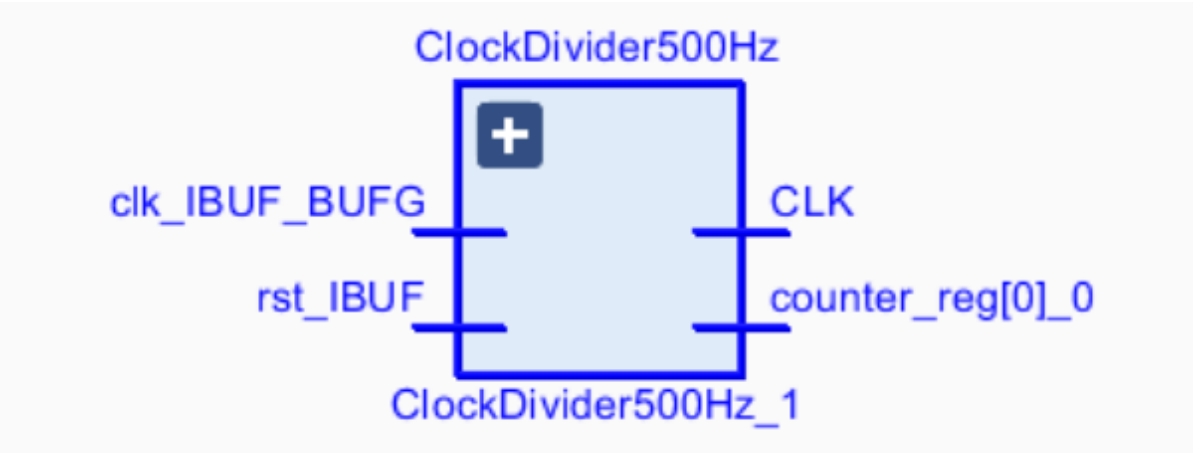 ClockDivider500Hz
clk_IBUF_BUFG
CLK
rst_IBUF
counter_reg[0]_0
ClockDivider500Hz_1